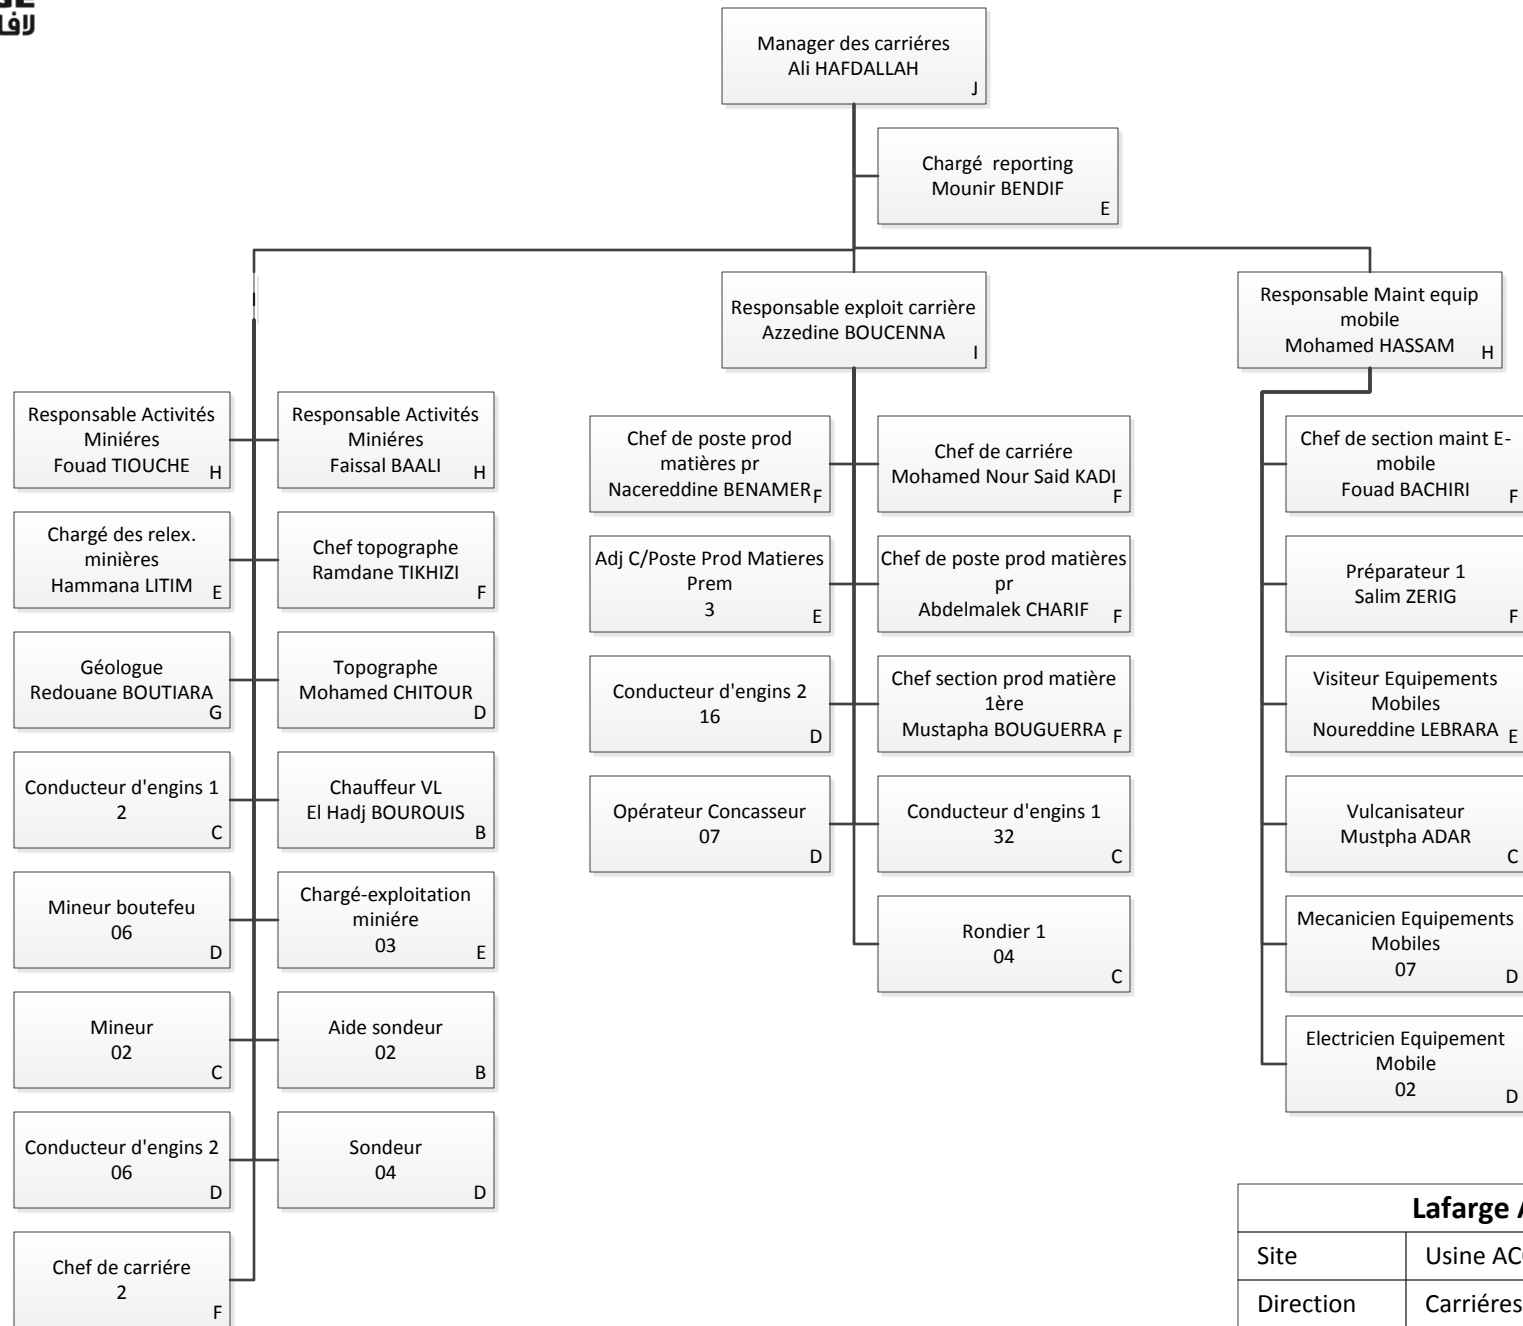 لافا
Manager des carriéres
Ali HAFDALLAH
J
Chargé reporting
Mounir BENDIF
E
Responsable exploit carrière
Azzedine BOUCENNA
I
Responsable Maint equip
mobile
Mohamed HASSAM
H
Responsable Activités
Miniéres
Fouad TIOUCHE
H
Responsable Activités
Miniéres
Faissal BAALI
H
Chargé des relex.
minières
Hammana LITIM
E
Chef topographe
Ramdane TIKHIZI
F
Géologue
Redouane BOUTIARA
G
Topographe
Mohamed CHITOUR
D
Conducteur d'engins 1
2
C
Chauffeur VL
El Hadj BOUROUIS
B
Mineur boutefeu
06
D
Chargé-exploitation
miniére
03
E
Mineur
02
C
Aide sondeur
02
B
Conducteur d'engins 2
06
D
Sondeur
04
D
Chef de carriére
2
F
Chef de poste prod
matières pr
Nacereddine BENAMER
F
Chef de carriére
Mohamed Nour Said KADI
F
Adj C/Poste Prod Matieres
Prem
3
E
Chef de poste prod matières
pr
Abdelmalek CHARIF
F
Conducteur d'engins 2
16
D
Chef section prod matière
1ère
Mustapha BOUGUERRA
F
Opérateur Concasseur
07
D
Conducteur d'engins 1
32
C
Rondier 1
04
C
Chef de section maint E-
mobile
Fouad BACHIRI
F
Préparateur 1
Salim ZERIG
F
Visiteur Equipements
Mobiles
Noureddine LEBRARA
E
Vulcanisateur
Mustpha ADAR
C
Mecanicien Equipements
Mobiles
07
D
Electricien Equipement
Mobile
02
D
Lafarge
Site
Usine
Direction
Carriéres